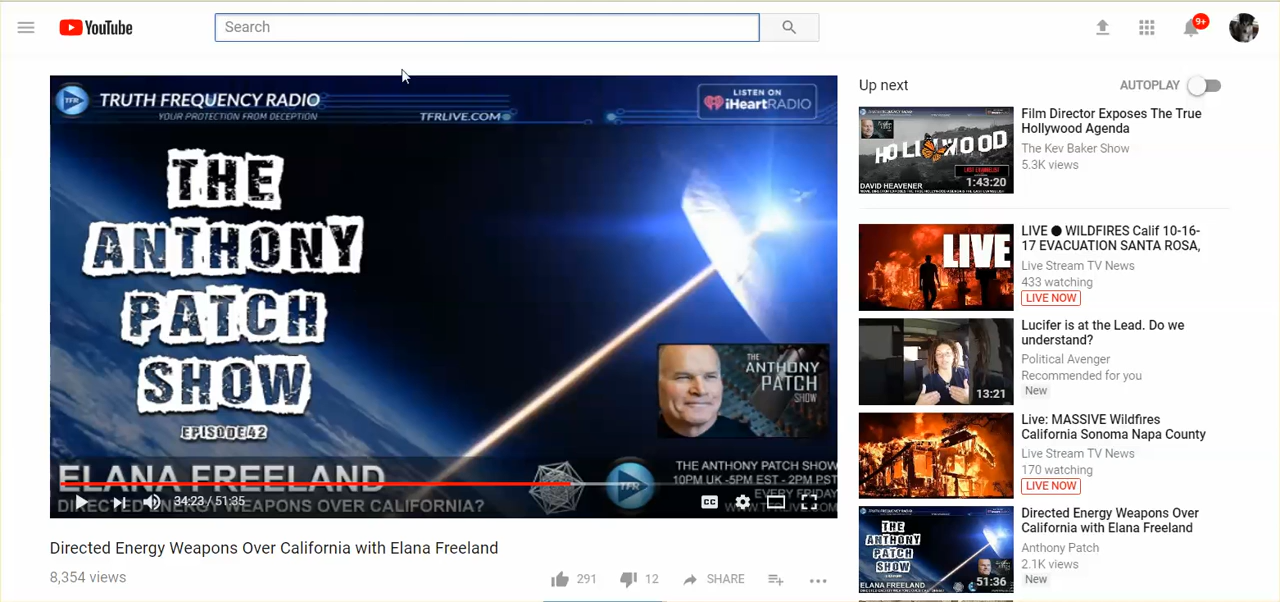 YouTube
Search
9+
TFR
TRUTH FREQUENCY RADIO
YOUR PROTECTION FROM DECEPTION
TFRLIVE.COM
LISTEN ON
iHeartRADIO
THE
ANTHONY
PATCH
SHOW
EPISODE 42
THE
ANTHONY
PATCH
SHOW
ELANA FREELAND
DIRECTED ENERGY WEAPONS OVER CALIFORNIA?
TFR
THE ANTHONY PATCH SHOW
10PM UK -5PM EST - 2PM PST
EVERY FRIDAY
34:23 / 51:35
CC
Directed Energy Weapons Over California with Elana Freeland
8,354 views
291
12
SHARE
Up next
AUTOPLAY
HOLLYWOOD
DAVID HEAVENER
1:43:20
Film Director Exposes The True
Hollywood Agenda
The Kev Baker Show
5.3K views
LIVE
LIVE ● WILDFIRES Calif 10-16-
17 EVACUATION SANTA ROSA,
Live Stream TV News
433 watching
LIVE NOW
13:21
Lucifer is at the Lead. Do we
understand?
Political Avenger
Recommended for you
New
Live: MASSIVE Wildfires
California Sonoma Napa County
Live Stream TV News
170 watching
LIVE NOW
THE
ANTHONY
PATCH
SHOW
ELANA FREELAND
51:36
Directed Energy Weapons Over
California with Elana Freeland
Anthony Patch
2.1K views
New